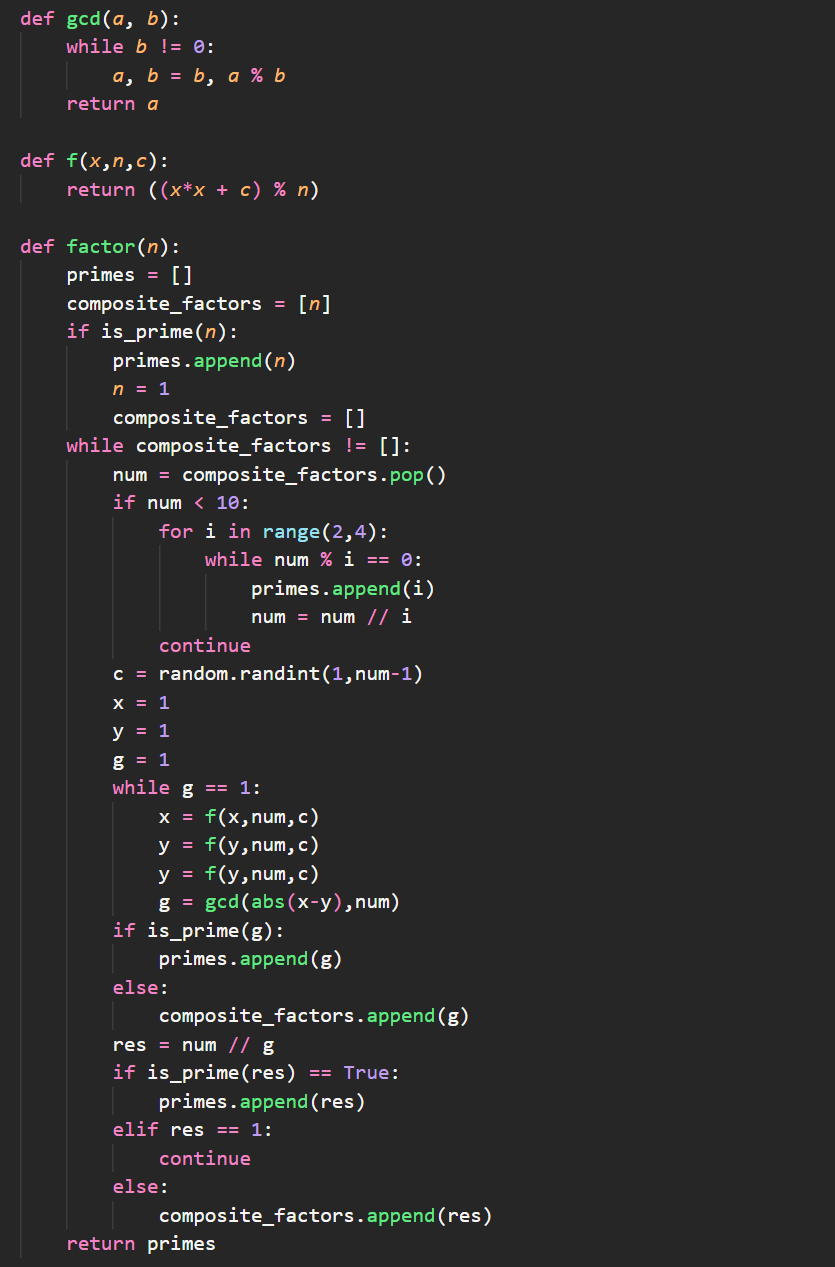 def gcd(a, b):
    while b != 0:
        a, b = b, a % b
    return a

def f(x,n,c):
    return ((x*x + c) % n)

def factor(n):
    primes = []
    composite_factors = [n]
    if is_prime(n):
        primes.append(n)
        n = 1
        composite_factors = []
    while composite_factors != []:
        num = composite_factors.pop()
        if num < 10:
            for i in range(2,4):
                while num % i == 0:
                    primes.append(i)
                    num = num // i
            continue
        c = random.randint(1,num-1)
        x = 1
        y = 1
        g = 1
        while g == 1:
            x = f(x,num,c)
            y = f(y,num,c)
            y = f(y,num,c)
            g = gcd(abs(x-y),num)
        if is_prime(g):
            primes.append(g)
        else:
            composite_factors.append(g)
        res = num // g
        if is_prime(res) == True:
            primes.append(res)
        elif res == 1:
            continue
        else:
            composite_factors.append(res)
    return primes